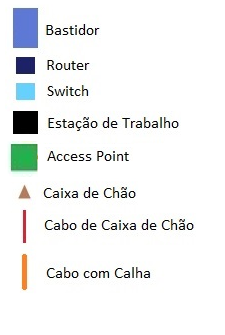 Bastidor
Router
Switch
Estação de Trabalho
Access Point
Caixa de Chão
Cabo de Caixa de Chão
Cabo com Calha